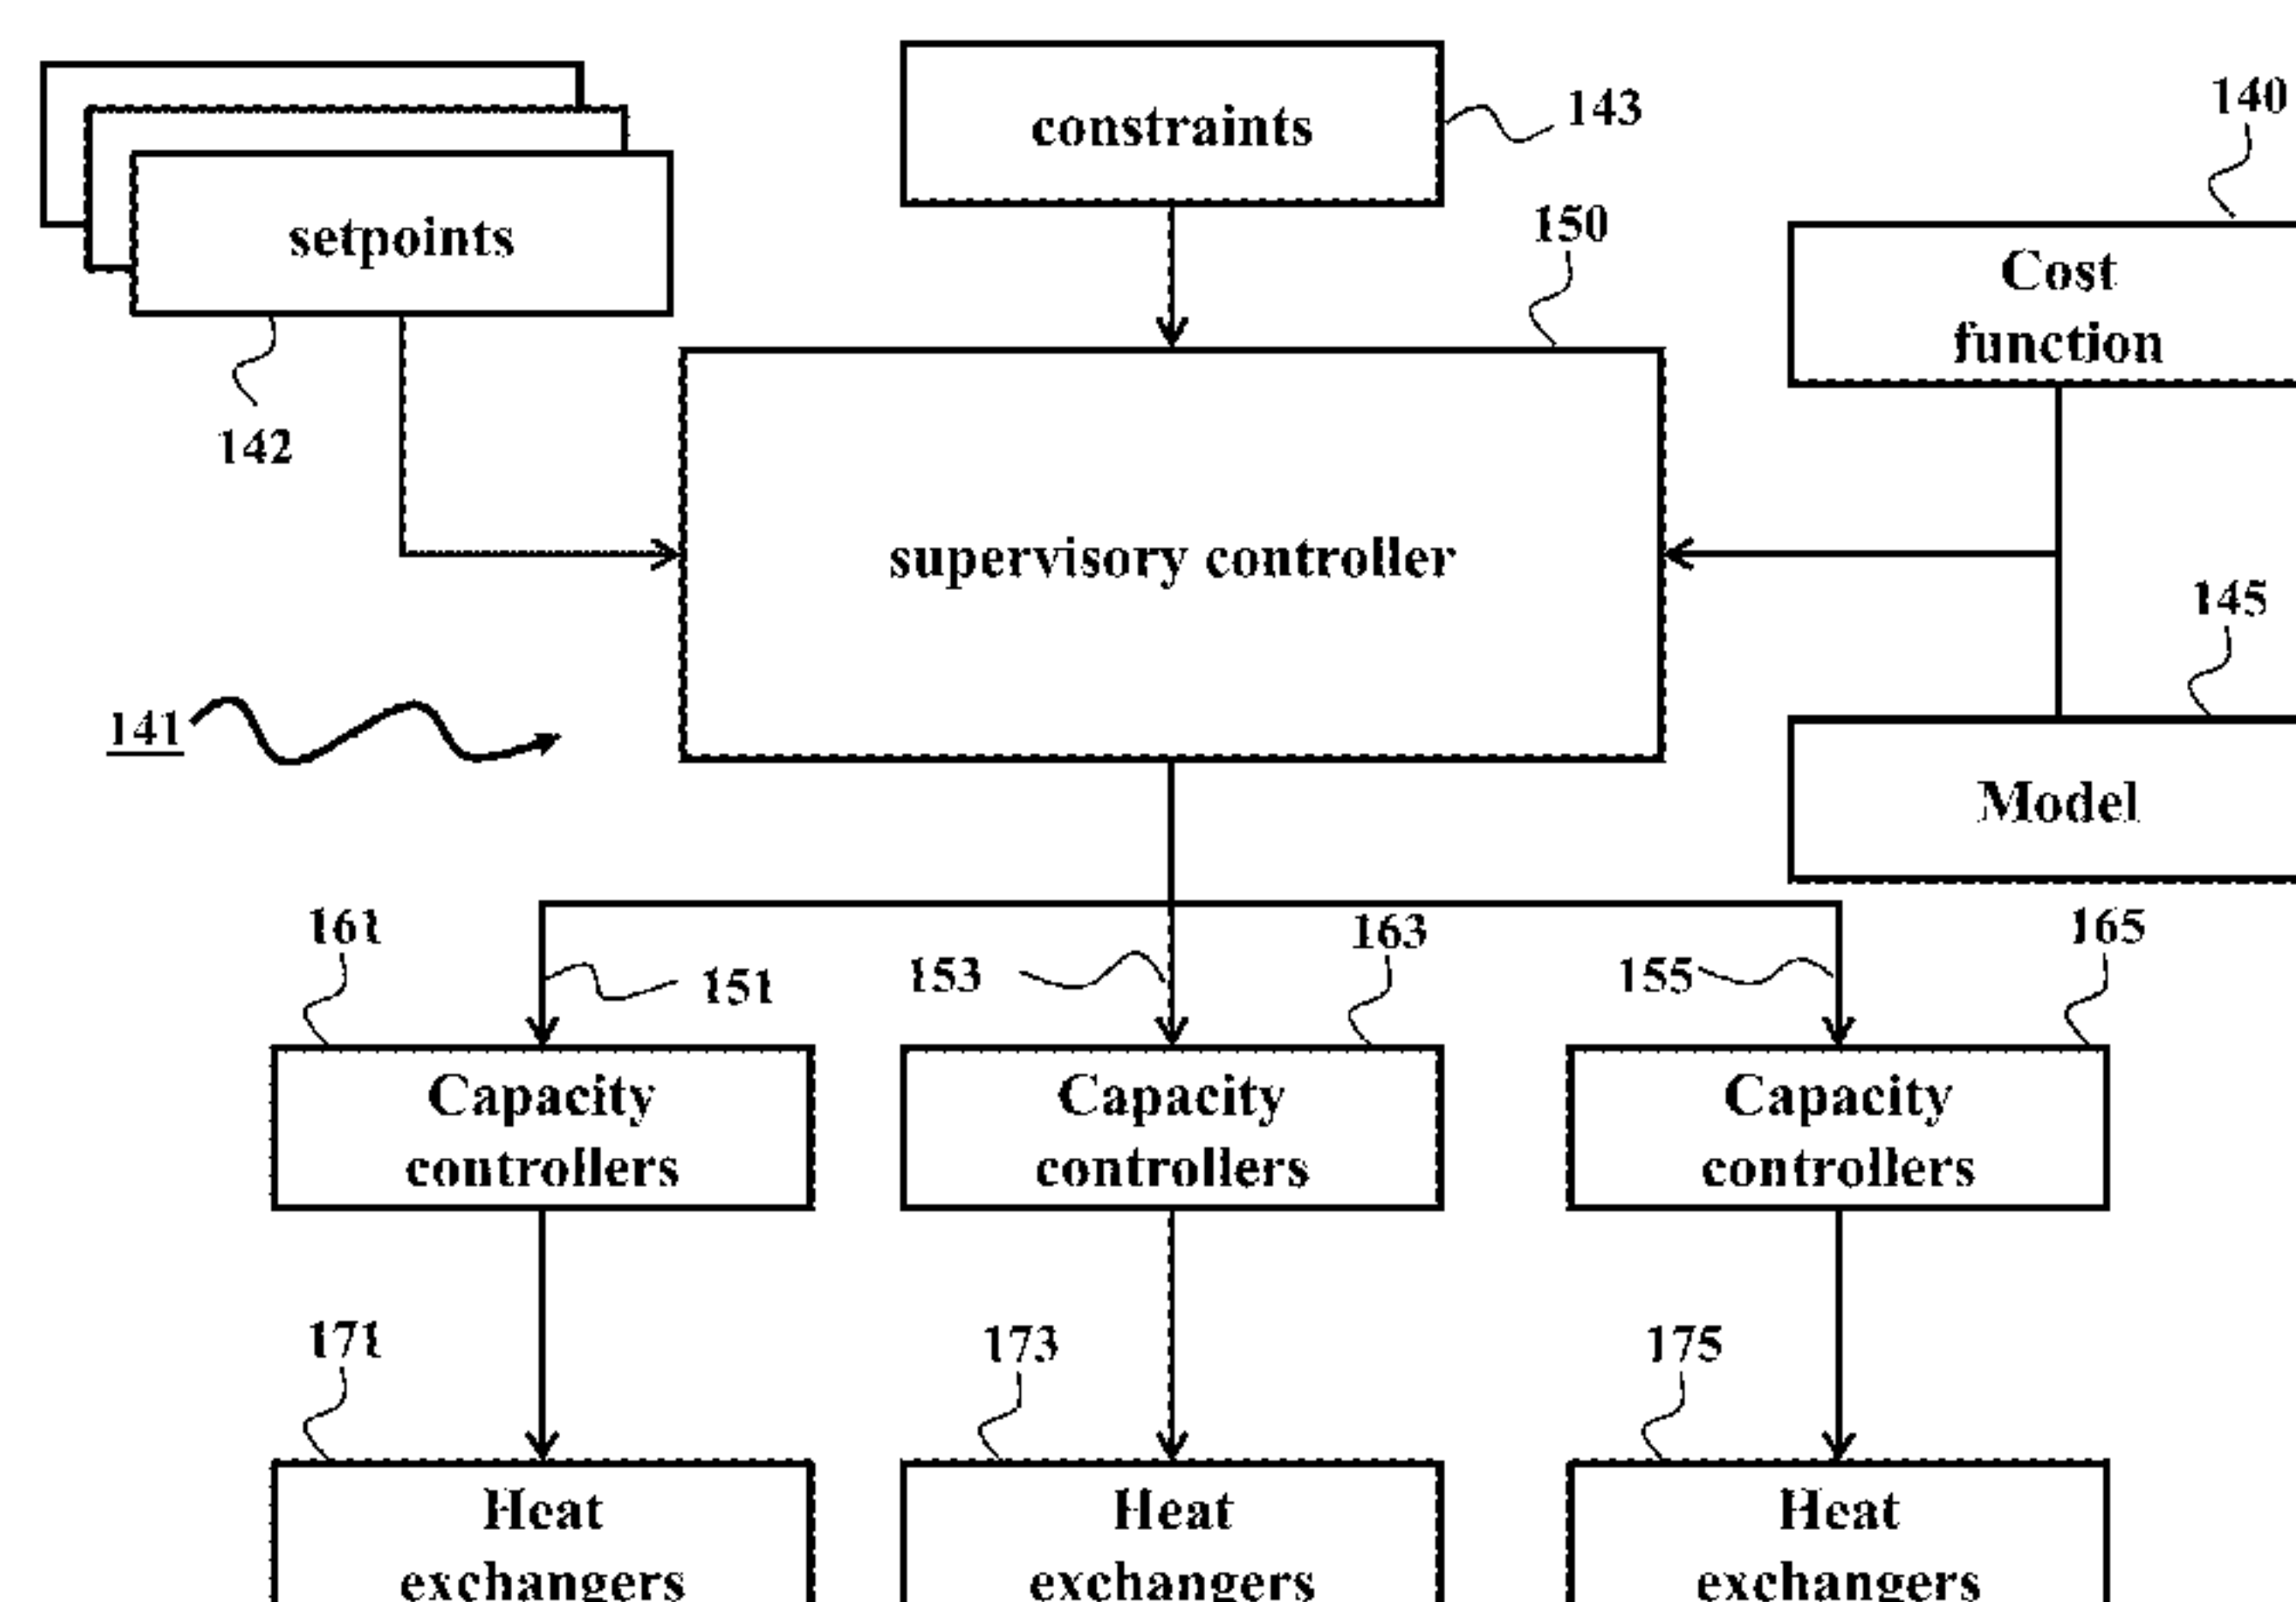 140
constraints
143
150
setpoints
Cost
function
142
supervisory controller
145
141
Model
161
163
165
151
153
155
Capacity
controllers
Capacity
controllers
Capacity
controllers
171
173
175
Heat
exchangers
Heat
exchangers
Heat
exchangers